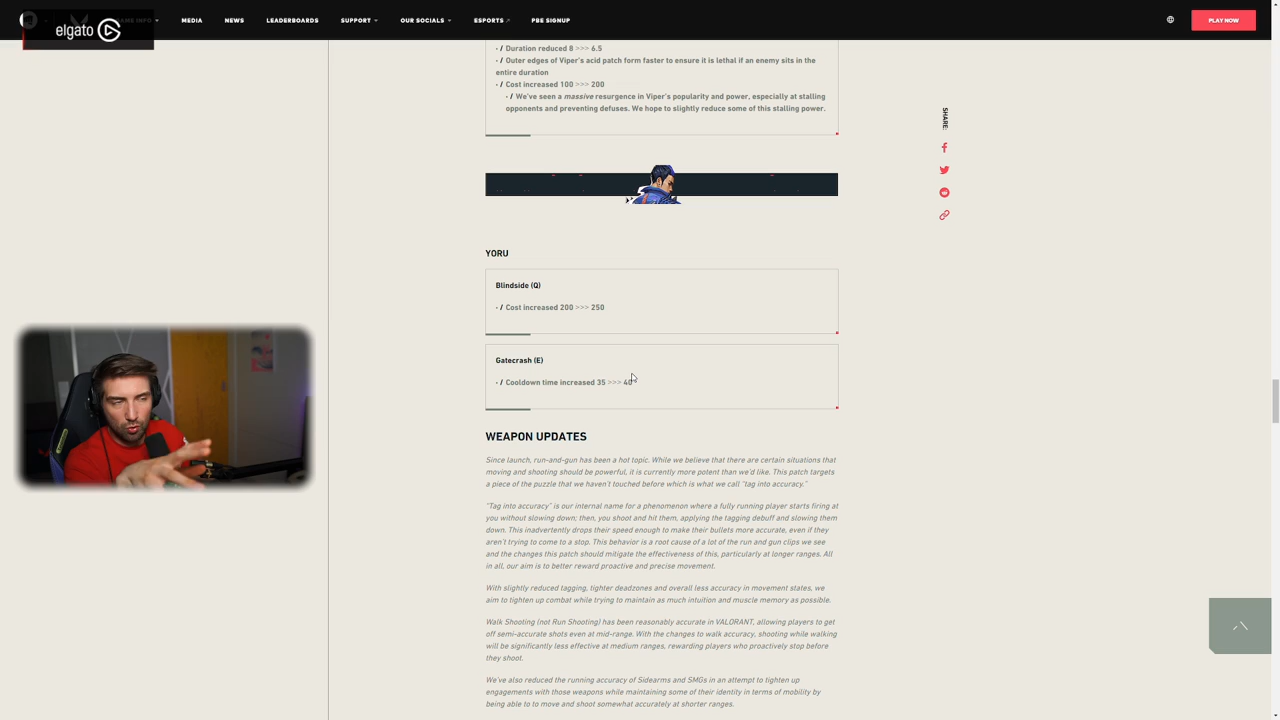 elgato
MEDIA
NEWS
LEADERBOARDS
SUPPORT
OUR SOCIALS
ESPORTS
PBE SIGNUP
PLAY NOW
· / Duration reduced 8 >>> 6.5
· / Outer edges of Viper's acid patch form faster to ensure it is lethal if an enemy sits in the
entire duration
· / Cost increased 100 >>> 200
· / We've seen a massive resurgence in Viper's popularity and power, especially at stalling
opponents and preventing defuses. We hope to slightly reduce some of this stalling power.
SHARE:
YORU
Blindside (Q)
· / Cost increased 200 >>> 250
Gatecrash (E)
· / Cooldown time increased 35 >>> 40
WEAPON UPDATES
Since launch, run-and-gun has been a hot topic. While we believe that there are certain situations that
moving and shooting should be powerful, it is currently more potent than we'd like. This patch targets
a piece of the puzzle that we haven't touched before which is what we call "tag into accuracy."
"Tag into accuracy" is our internal name for a phenomenon where a fully running player starts firing at
you without slowing down; then, you shoot and hit them, applying the tagging debuff and slowing them
down. This inadvertently drops their speed enough to make their bullets more accurate, even if they
aren't trying to come to a stop. This behavior is a root cause of a lot of the run and gun clips we see
and the changes this patch should mitigate the effectiveness of this, particularly at longer ranges. All
in all, our aim is to better reward proactive and precise movement.
With slightly reduced tagging, tighter deadzones and overall less accuracy in movement states, we
aim to tighten up combat while trying to maintain as much intuition and muscle memory as possible.
Walk Shooting (not Run Shooting) has been reasonably accurate in VALORANT, allowing players to get
off semi-accurate shots even at mid-range. With the changes to walk accuracy, shooting while walking
will be significantly less effective at medium ranges, rewarding players who proactively stop before
they shoot.
We've also reduced the running accuracy of Sidearms and SMGs in an attempt to tighten up
engagements with those weapons while maintaining some of their identity in terms of mobility by
being able to to move and shoot somewhat accurately at shorter ranges.